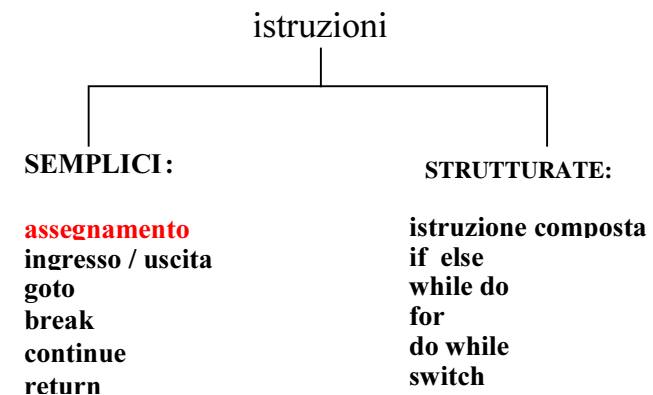 istruzioni
SEMPLICI:
assegnamento
ingresso / uscita
goto
break
continue
return
STRUTTURATE:
istruzione composta
if else
while do
for
do while
switch